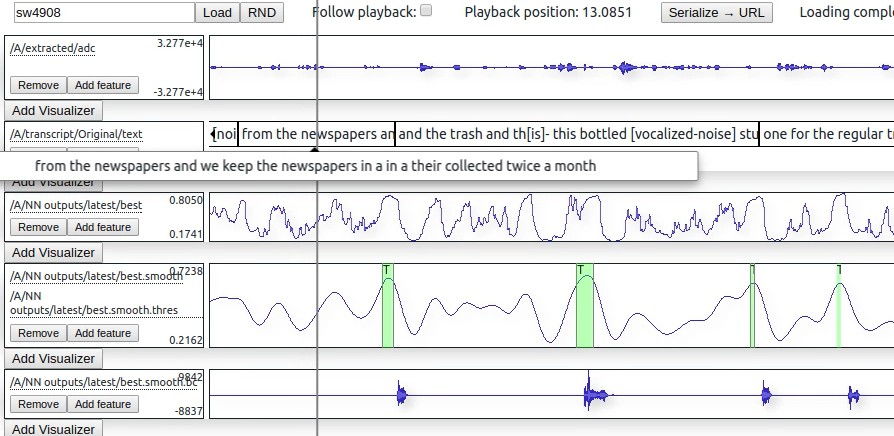 sw4908 Load RND Follow playback: Playback position: 13.0851 Serialize → URL Loading compl
/A/extracted/adc 3.277e+4
-3.277e+4
Remove Add feature
Add Visualizer
/A/transcript/Original/text [noi from the newspapers an and the trash and th[is]- this bottled [vocalized-noise] stu one for the regular t
from the newspapers and we keep the newspapers in a in a their collected twice a month
Add Visualizer
/A/NN outputs/latest/best 0.8050
Remove Add feature 0.1741
Add Visualizer
/A/NN outputs/latest/best.smooth 0.7238 T T T T
/A/NN
outputs/latest/best.smooth.thres
Remove Add feature 0.2162
Add Visualizer
/A/NN outputs/latest/best.smooth.bc 9842
Remove Add feature -8837
Add Visualizer